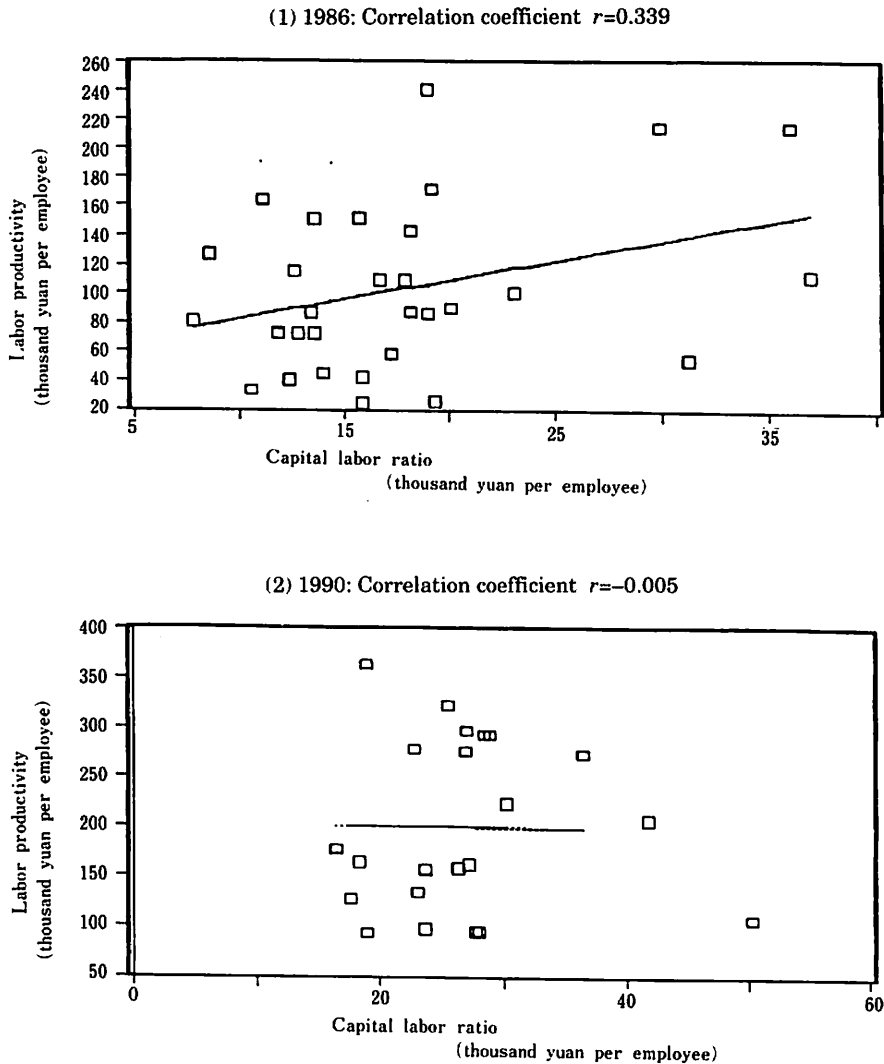 (1) 1986: Correlation coefficient r=0.339
260
240
220
200
180
160
140
120
100
80
60
40
20
Labor productivity
(thousand yuan per employee)
5
15
25
35
Capital labor ratio
(thousand yuan per employee)
(2) 1990: Correlation coefficient r=–0.005
400
350
300
250
200
150
100
50
Labor productivity
(thousand yuan per employee)
0
20
40
60
Capital labor ratio
(thousand yuan per employee)